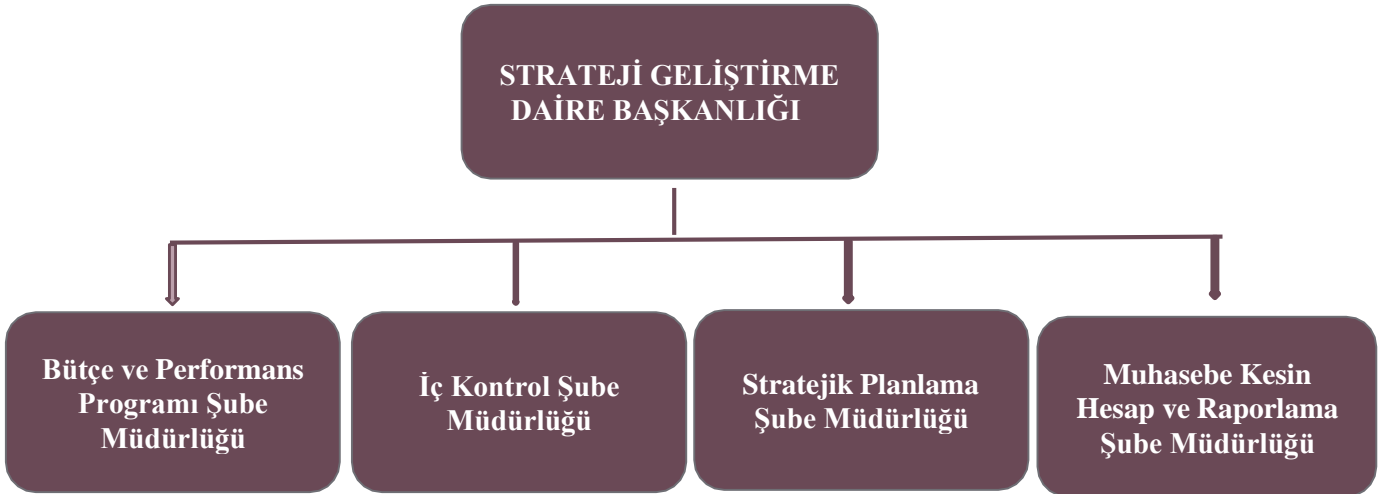 STRATEJİ GELİŞTİRME
DAİRE BAŞKANLIĞI
Bütçe ve Performans
Programı Şube
Müdürlüğü
İç Kontrol Şube
Müdürlüğü
Stratejik Planlama
Şube Müdürlüğü
Muhasebe Kesin
Hesap ve Raporlama
Şube Müdürlüğü